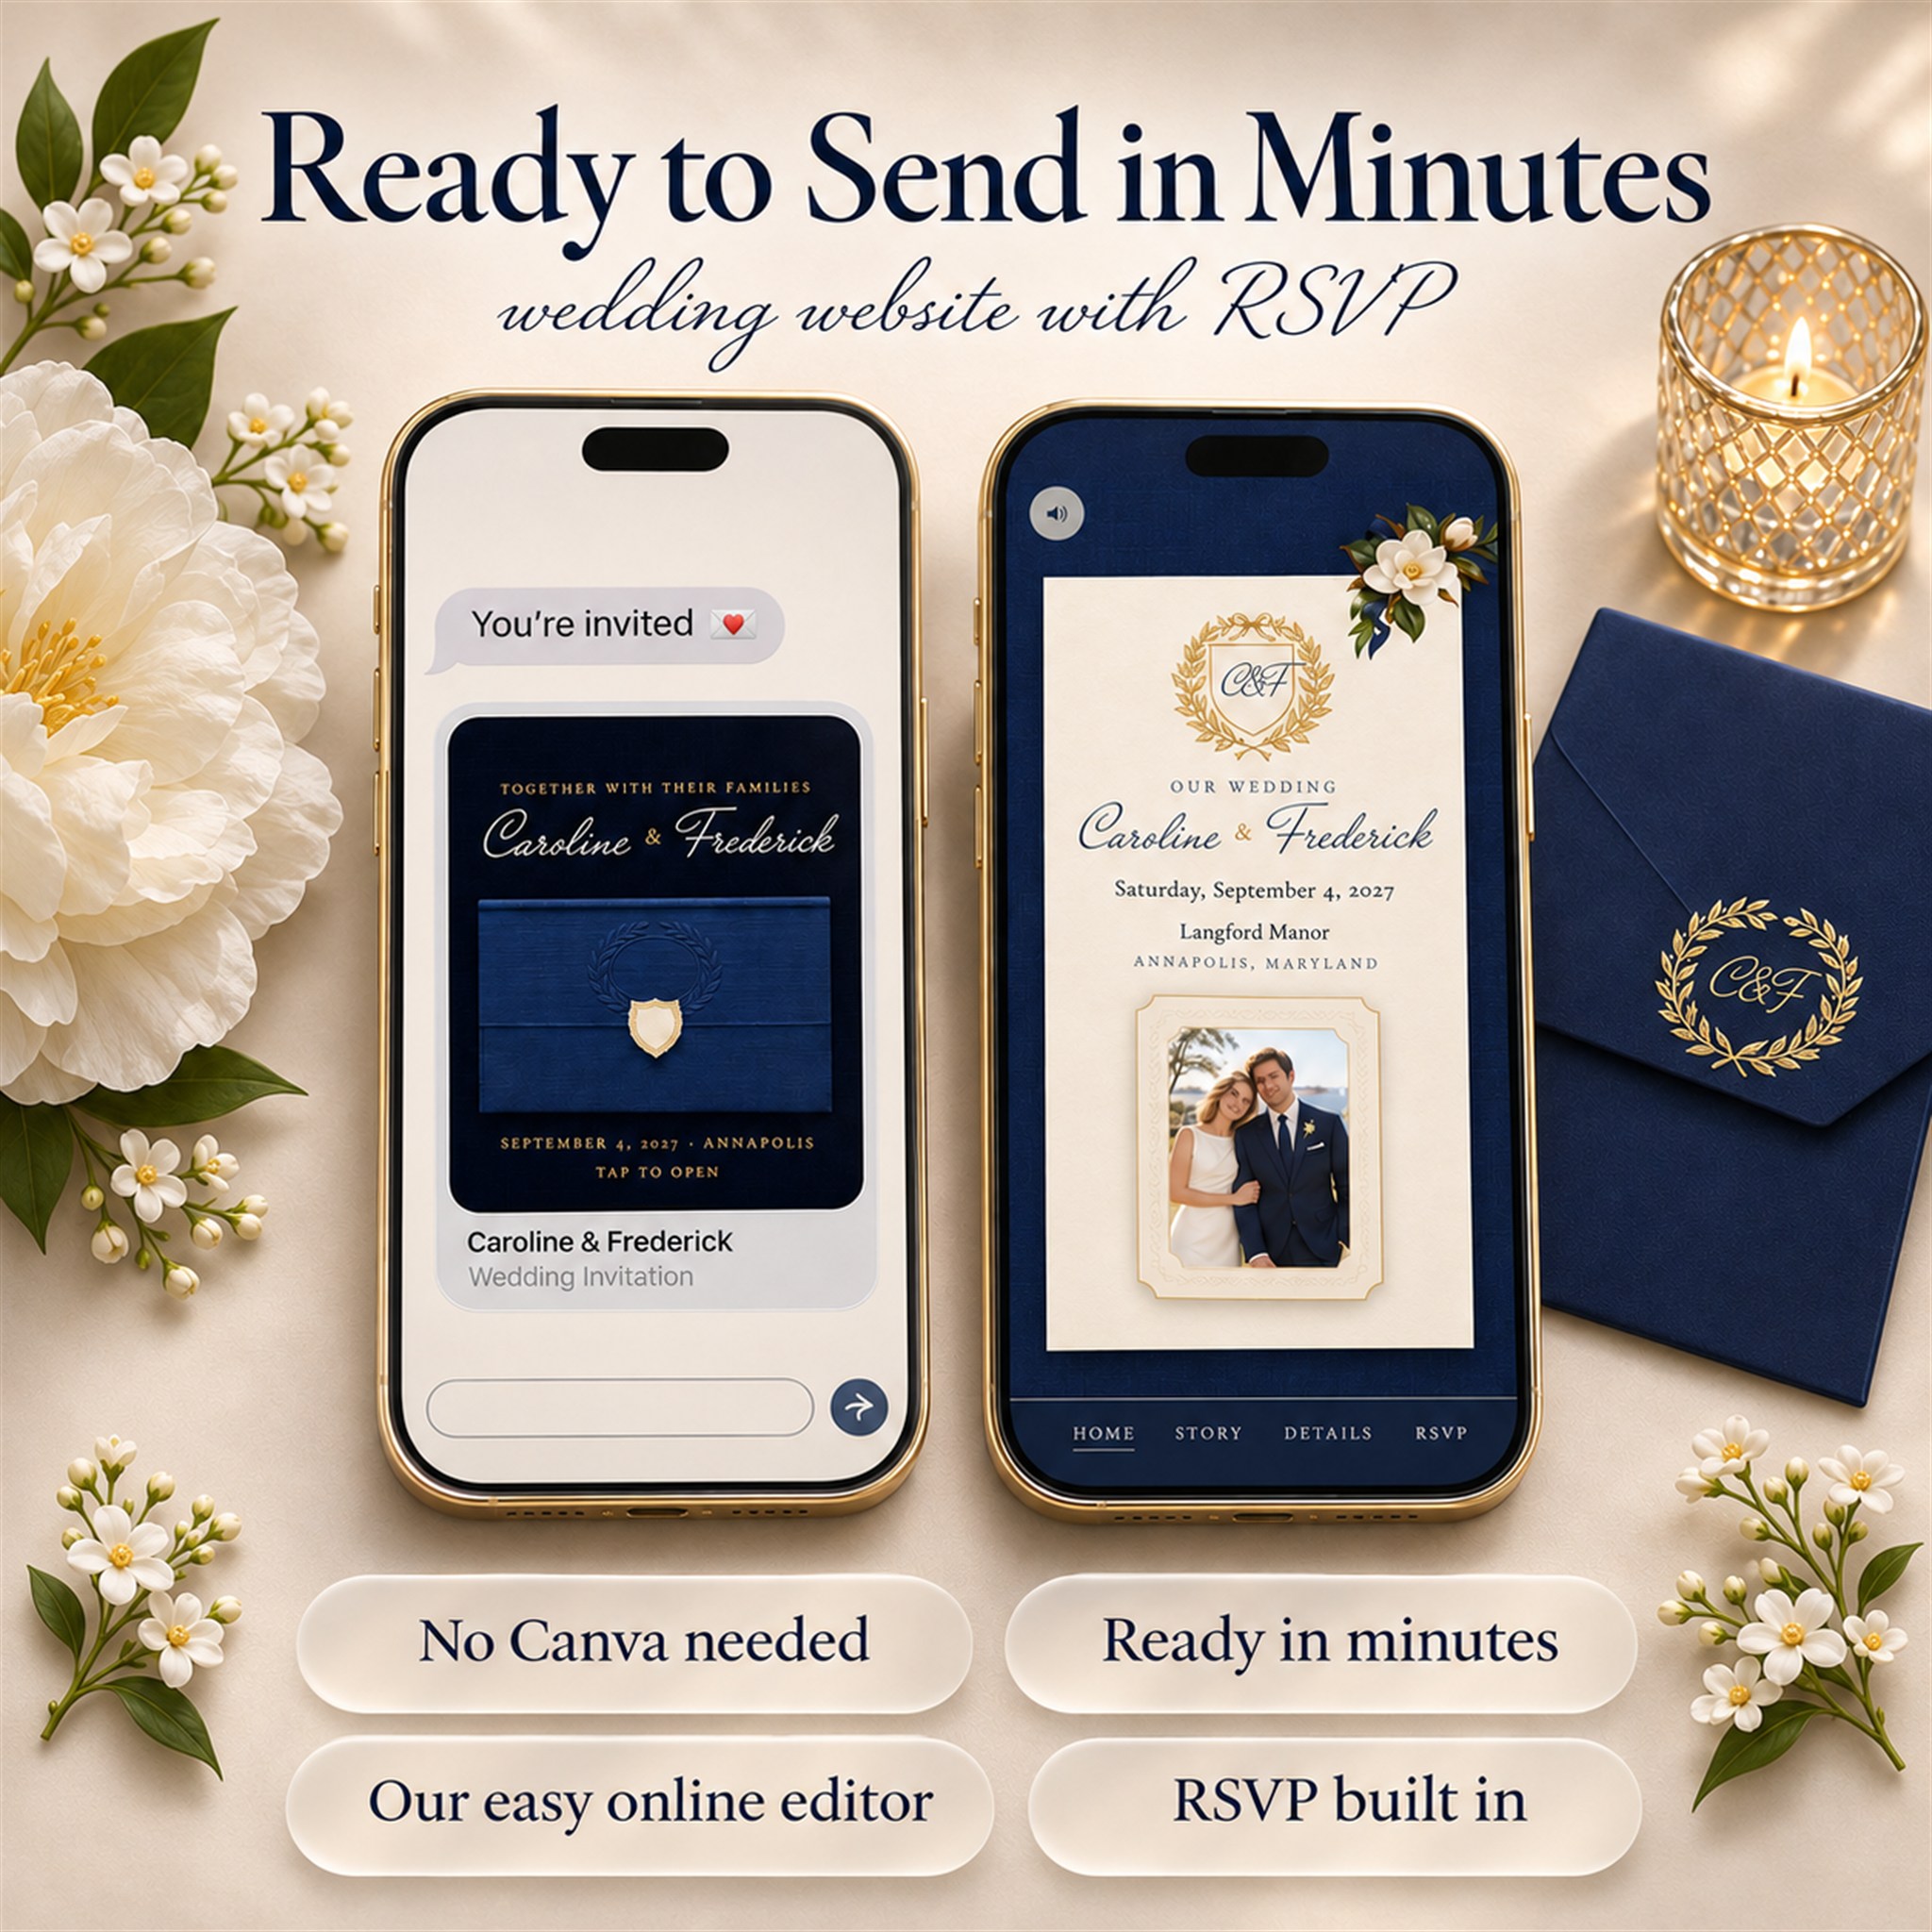 Ready to Send in Minutes
wedding website with RSVP
You're invited 💌
TOGETHER WITH THEIR FAMILIES
Caroline & Frederick
SEPTEMBER 4, 2027 · ANNAPOLIS
TAP TO OPEN
Caroline & Frederick
Wedding Invitation
C&F
OUR WEDDING
Caroline & Frederick
Saturday, September 4, 2027
Langford Manor
ANNAPOLIS, MARYLAND
HOME STORY DETAILS RSVP
C&F
No Canva needed
Ready in minutes
Our easy online editor
RSVP built in